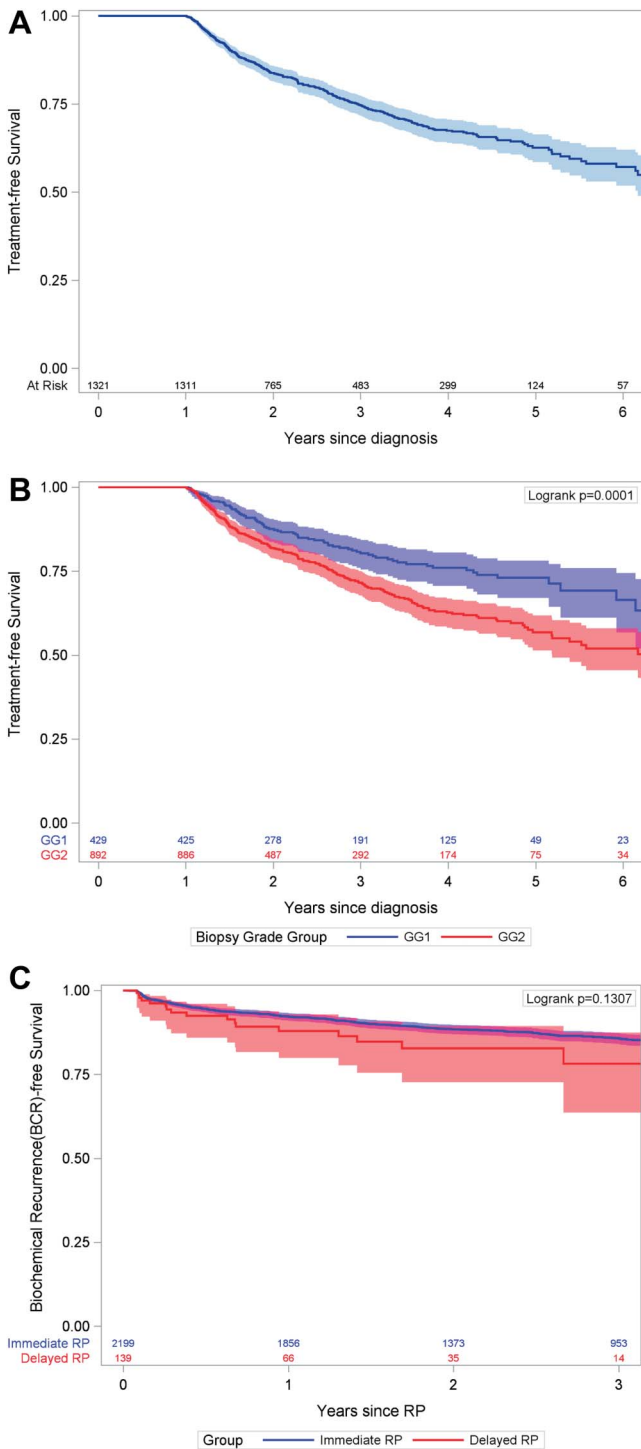 A
Treatment-free Survival
1.00
0.75
0.50
0.25
0.00
At Risk 1321 1311 765 483 299 124 57
0 1 2 3 4 5 6
Years since diagnosis
B
Logrank p=0.0001
Treatment-free Survival
1.00
0.75
0.50
0.25
0.00
GG1 429 425 278 191 125 49 23
GG2 892 886 487 292 174 75 34
0 1 2 3 4 5 6
Years since diagnosis
Biopsy Grade Group GG1 GG2
C
Logrank p=0.1307
Biochemical Recurrence(BCR)-free Survival
1.00
0.75
0.50
0.25
0.00
Immediate RP 2199 1856 1373 953
Delayed RP 139 66 35 14
0 1 2 3
Years since RP
Group Immediate RP Delayed RP